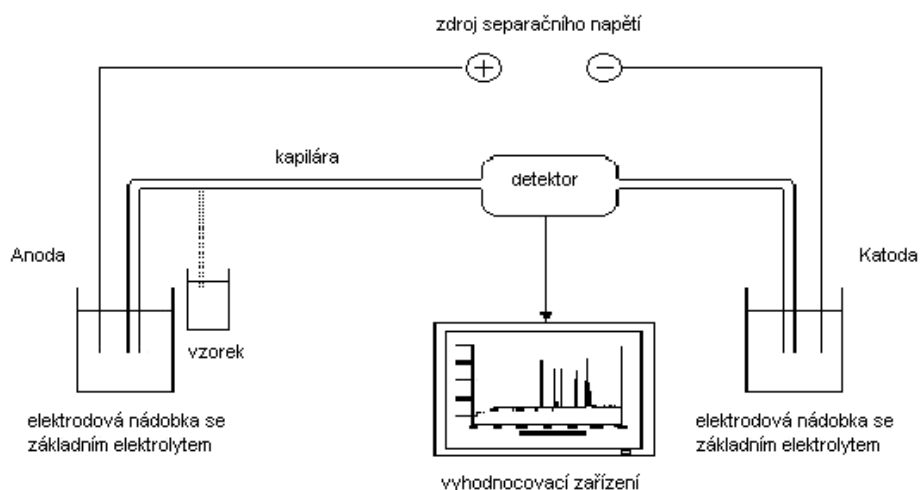 zdroj separačního napětí
+ −
kapilára
detektor
Anoda
Katoda
vzorek
elektrodová nádobka se
základním elektrolytem
elektrodová nádobka se
základním elektrolytem
vyhodnocovací zařízení